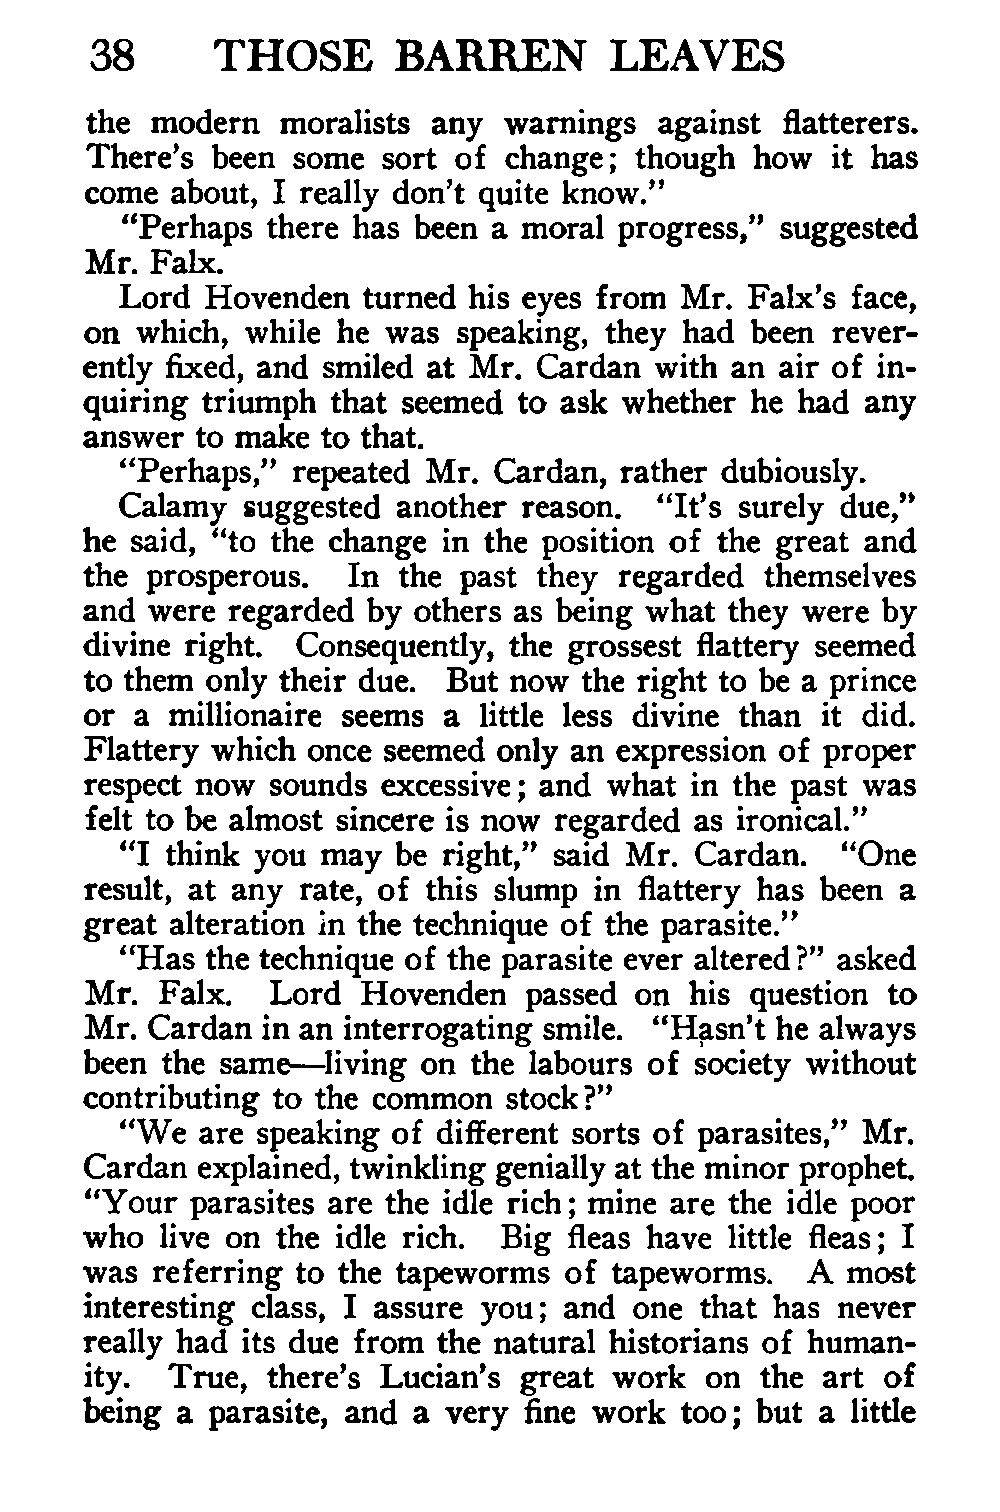 38 THOSE BARREN LEAVES
the modern moralists any warnings against flatterers.
There's been some sort of change; though how it has
come about, I really don't quite know."
"Perhaps there has been a moral progress," suggested
Mr. Falx.
Lord Hovenden turned his eyes from Mr. Falx's face,
on which, while he was speaking, they had been rever-
ently fixed, and smiled at Mr. Cardan with an air of in-
quiring triumph that seemed to ask whether he had any
answer to make to that.
"Perhaps," repeated Mr. Cardan, rather dubiously.
Calamy suggested another reason. "It's surely due,"
he said, "to the change in the position of the great and
the prosperous. In the past they regarded themselves
and were regarded by others as being what they were by
divine right. Consequently, the grossest flattery seemed
to them only their due. But now the right to be a prince
or a millionaire seems a little less divine than it did.
Flattery which once seemed only an expression of proper
respect now sounds excessive; and what in the past was
felt to be almost sincere is now regarded as ironical."
"I think you may be right," said Mr. Cardan. "One
result, at any rate, of this slump in flattery has been a
great alteration in the technique of the parasite."
"Has the technique of the parasite ever altered?" asked
Mr. Falx. Lord Hovenden passed on his question to
Mr. Cardan in an interrogating smile. "Hasn't he always
been the same—living on the labours of society without
contributing to the common stock?"
"We are speaking of different sorts of parasites," Mr.
Cardan explained, twinkling genially at the minor prophet.
"Your parasites are the idle rich; mine are the idle poor
who live on the idle rich. Big fleas have little fleas; I
was referring to the tapeworms of tapeworms. A most
interesting class, I assure you; and one that has never
really had its due from the natural historians of human-
ity. True, there's Lucian's great work on the art of
being a parasite, and a very fine work too; but a little